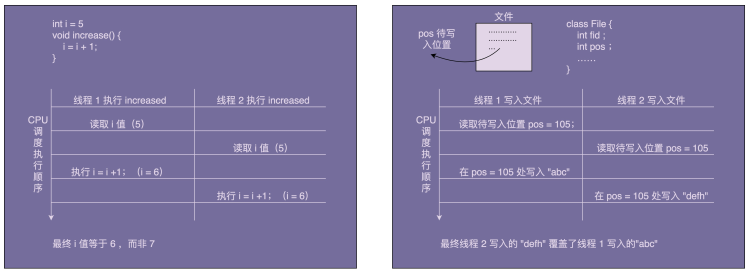 int i = 5
void increase() {
i = i + 1;
}
线程 1 执行 increased
线程 2 执行 increased
CPU
调
度
执
行
顺
序
读取 i 值（5）
读取 i 值（5）
执行 i = i +1； （i = 6）
执行 i = i +1； （i = 6）
最终 i 值等于 6 ，而非 7
文件
pos 待写
入位置
............
............
...
class File {
int fid ;
int pos ；
……
}
线程 1 写入文件
线程 2 写入文件
CPU
调
度
执
行
顺
序
读取待写入位置 pos = 105；
读取待写入位置 pos = 105
在 pos = 105 处写入 "abc"
在 pos = 105 处写入 "defh"
最终线程 2 写入的 "defh" 覆盖了线程 1 写入的"abc"